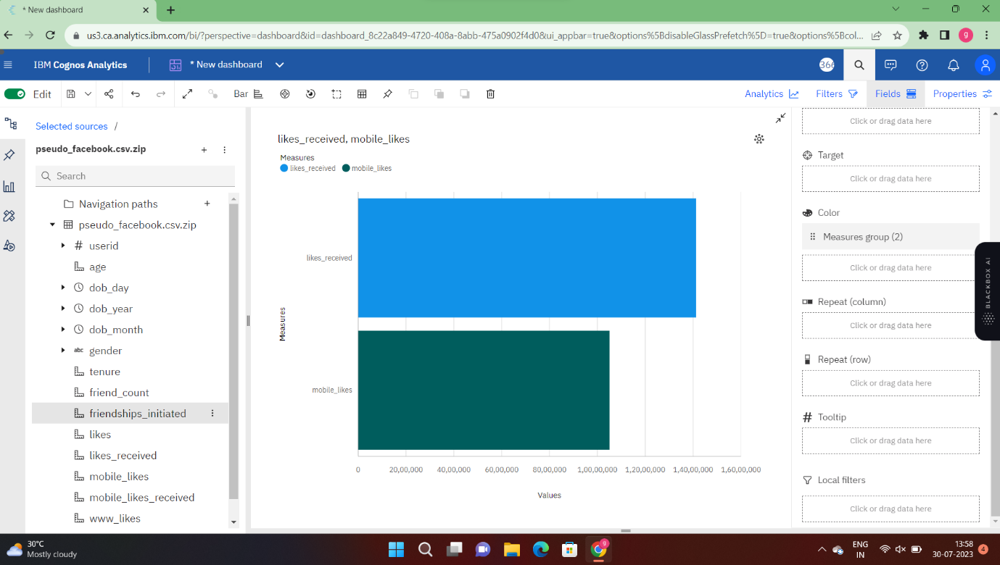 * New dashboard
us3.ca.analytics.ibm.com/bi/?perspective=dashboard&id=dashboard_8c22a849-4720-408a-8abb-475a0902f4d0&ui_appbar=true&options%5BdisableGlassPrefetch%5D=true&options%5Bcol...
g
IBM Cognos Analytics
* New dashboard
Edit
Bar
Analytics
Filters
Fields
Properties
Selected sources /
pseudo_facebook.csv.zip
Search
Navigation paths
pseudo_facebook.csv.zip
# userid
age
dob_day
dob_year
dob_month
abc gender
tenure
friend_count
friendships_initiated
likes
likes_received
mobile_likes
mobile_likes_received
www_likes
likes_received, mobile_likes
Measures
likes_received mobile_likes
likes_received
mobile_likes
Measures
0 20,00,000 40,00,000 60,00,000 80,00,000 1,00,00,000 1,20,00,000 1,40,00,000 1,60,00,000
Values
Click or drag data here
Target
Click or drag data here
Color
Measures group (2)
Click or drag data here
Repeat (column)
Click or drag data here
Repeat (row)
Click or drag data here
# Tooltip
Click or drag data here
Local filters
Click or drag data here
BLACKBOX AI
30°C
Mostly cloudy
g
ENG
IN
13:58
30-07-2023
4